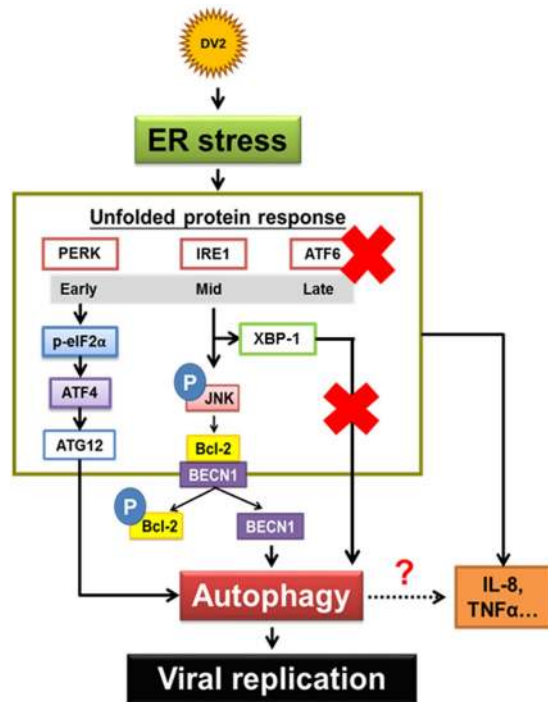 DV2
ER stress
Unfolded protein response
PERK
IRE1
ATF6
Early
Mid
Late
p-eIF2α
XBP-1
P
JNK
ATF4
ATG12
Bcl-2
BECN1
P
Bcl-2
BECN1
Autophagy
?
IL-8,
TNFα...
Viral replication